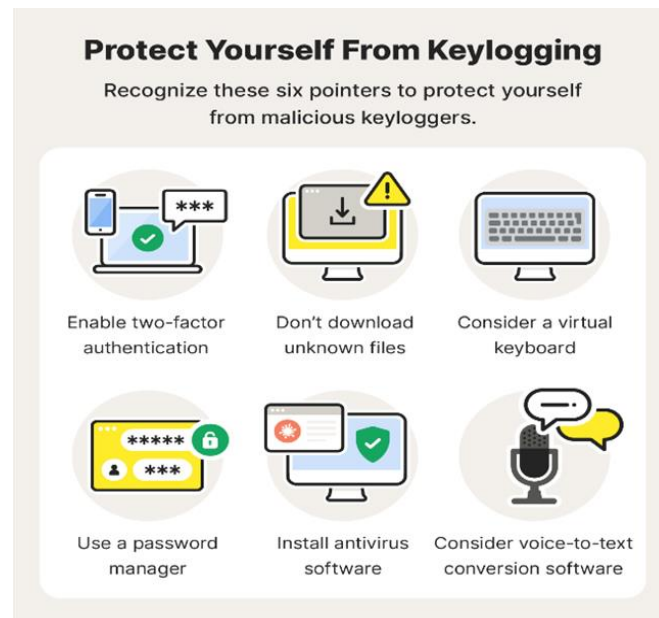 Protect Yourself From Keylogging
Recognize these six pointers to protect yourself
from malicious keyloggers.
***
Enable two-factor
authentication
Don't download
unknown files
Consider a virtual
keyboard
*****
***
Use a password
manager
Install antivirus
software
Consider voice-to-text
conversion software